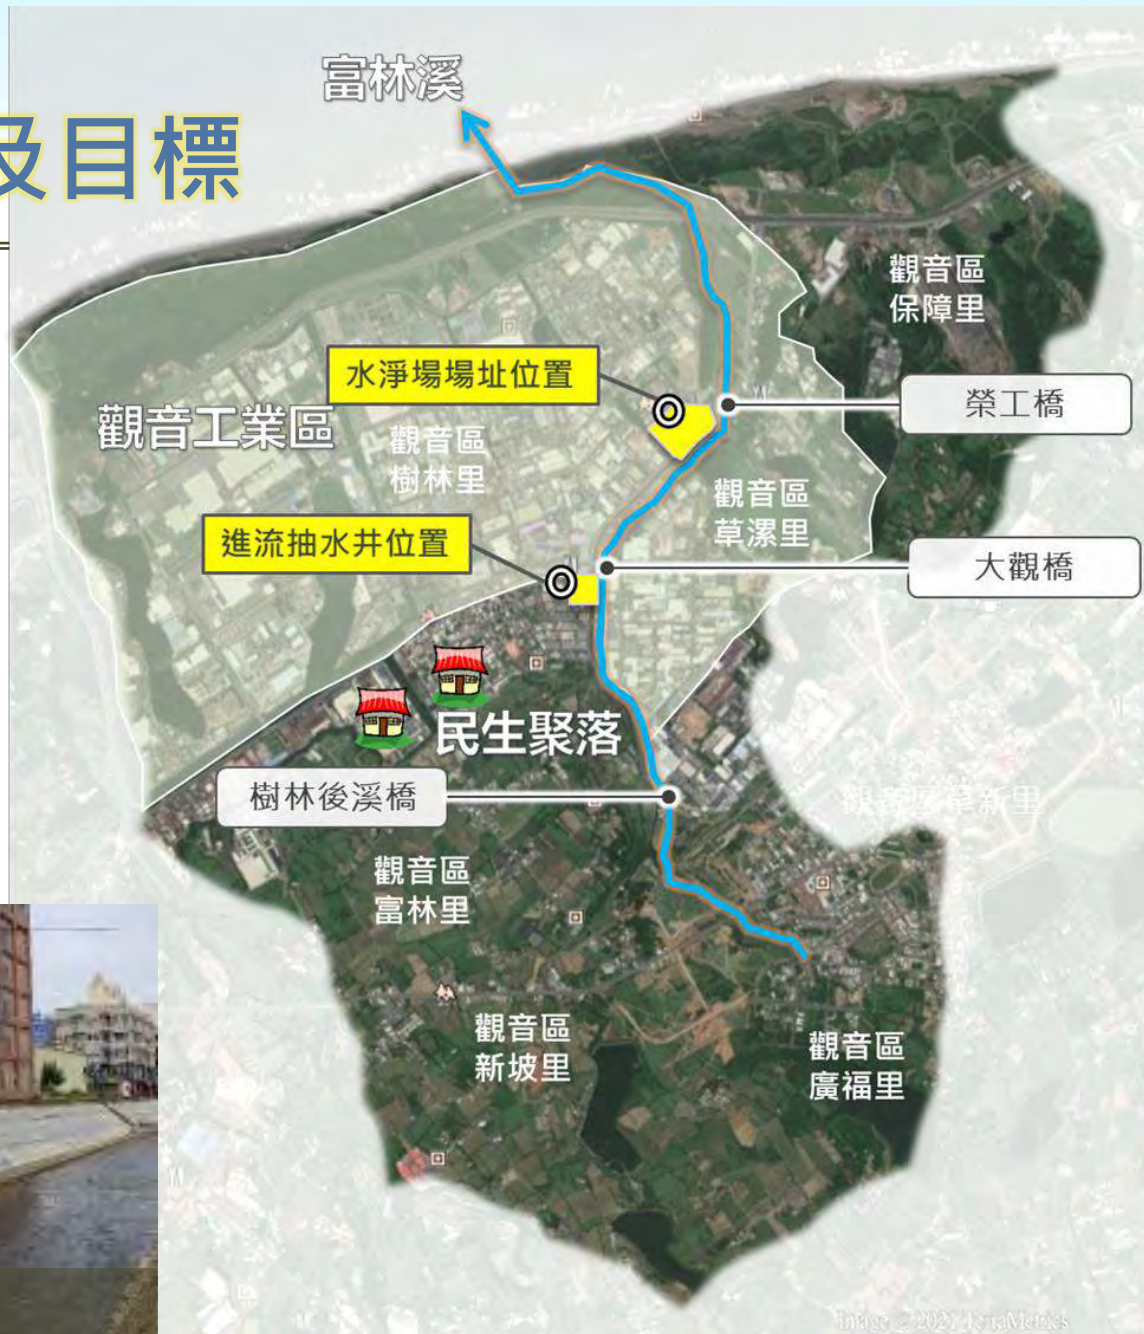 富林溪
及目標
觀音區
保障里
水淨場場址位置
榮工橋
觀音工業區
觀音區
樹林里
觀音區
草漯里
進流抽水井位置
大觀橋
民生聚落
樹林後溪橋
觀音區
富林里
觀音區
新坡里
觀音區
廣福里